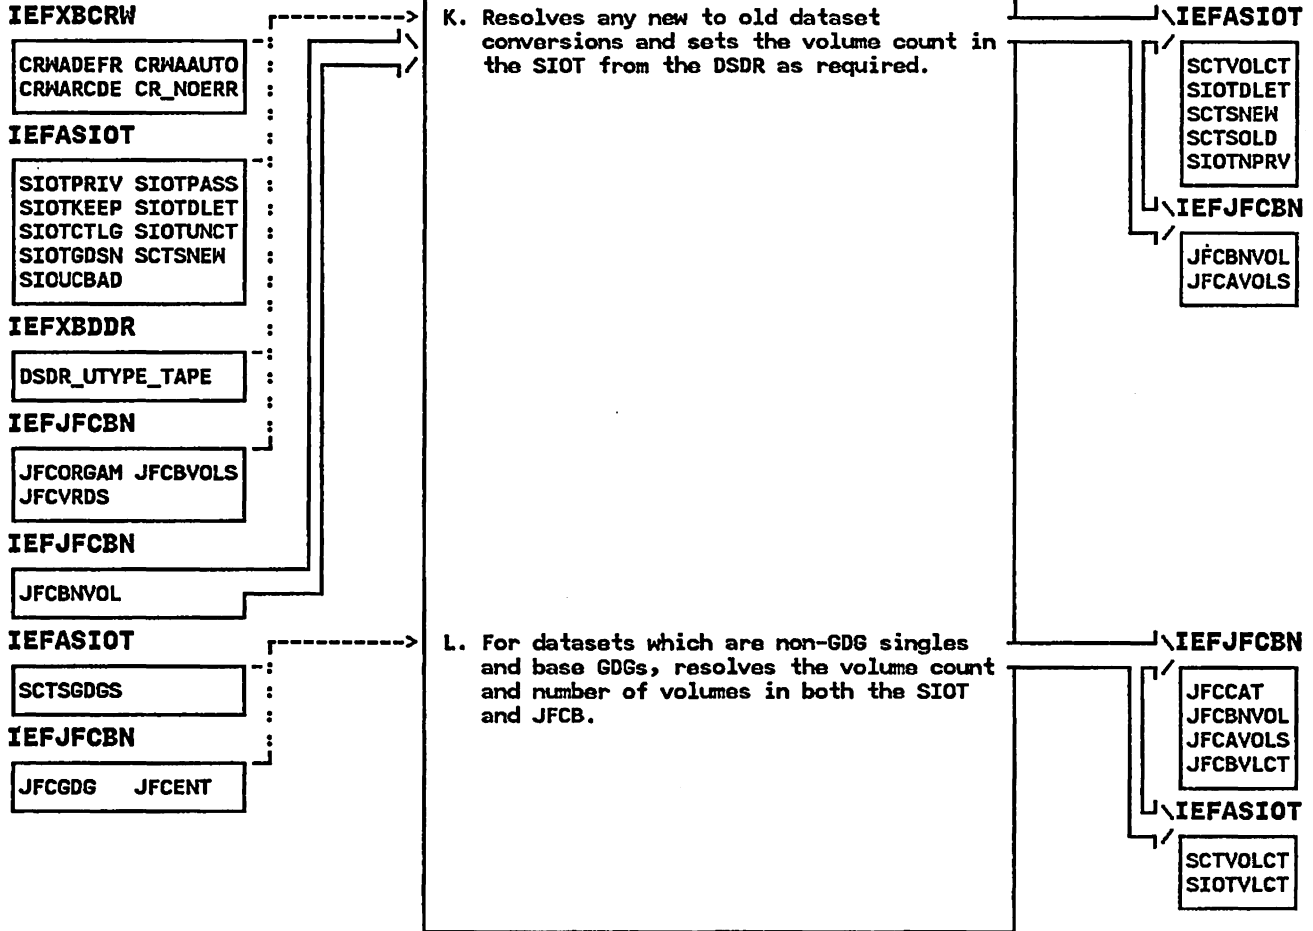 IEFXBCRW
CRWADEFR CRWAAUTO
CRWARCDE CR_NOERR
IEFASIOT
SIOTPRIV SIOTPASS
SIOTKEEP SIOTDLET
SIOTCTLG SIOTUNCT
SIOTGDSN SCTSNEW
SIOUCBAD
IEFXBDDR
DSDR_UTYPE_TAPE
IEFJFCBN
JFCORGAM JFCBVOLS
JFCVRDS
IEFJFCBN
JFCBNVOL
K. Resolves any new to old dataset
conversions and sets the volume count in
the SIOT from the DSDR as required.
IEFASIOT
SCTVOLCT
SIOTDLET
SCTSNEW
SCTSOLD
SIOTNPRV
IEFJFCBN
JFCBNVOL
JFCAVOLS
IEFASIOT
SCTSGDGS
IEFJFCBN
JFCGDG JFCENT
L. For datasets which are non-GDG singles
and base GDGs, resolves the volume count
and number of volumes in both the SIOT
and JFCB.
IEFJFCBN
JFCCAT
JFCBNVOL
JFCAVOLS
JFCBVLCT
IEFASIOT
SCTVOLCT
SIOTVLCT